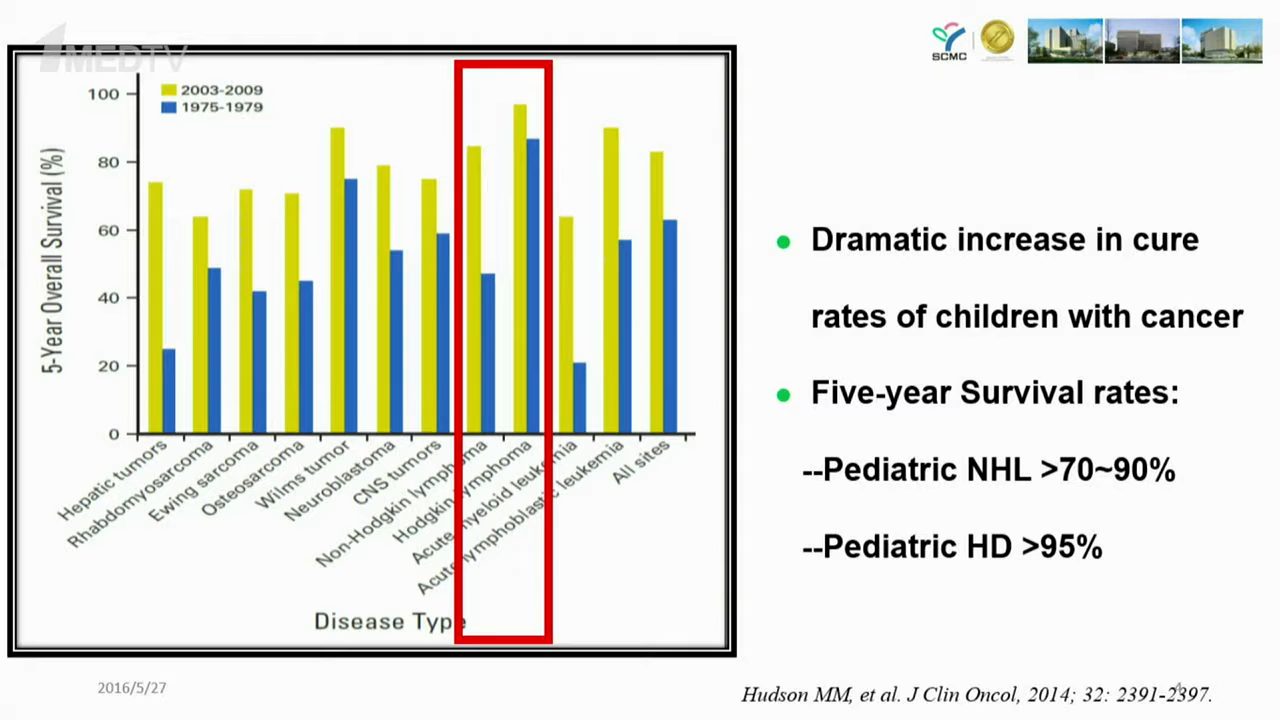 1MEDTV
SCMC
2003-2009
1975-1979
5-Year Overall Survival (%)
100
80
60
40
20
0
Hepatic tumors
Rhabdomyosarcoma
Ewing sarcoma
Osteosarcoma
Wilms tumor
Neuroblastoma
CNS tumors
Non-Hodgkin lymphoma
Hodgkin lymphoma
Acute myeloid leukemia
Acute lymphoblastic leukemia
All sites
Disease Type
Dramatic increase in cure
rates of children with cancer
Five-year Survival rates:
--Pediatric NHL >70~90%
--Pediatric HD >95%
2016/5/27
Hudson MM, et al. J Clin Oncol, 2014; 32: 2391-2397.